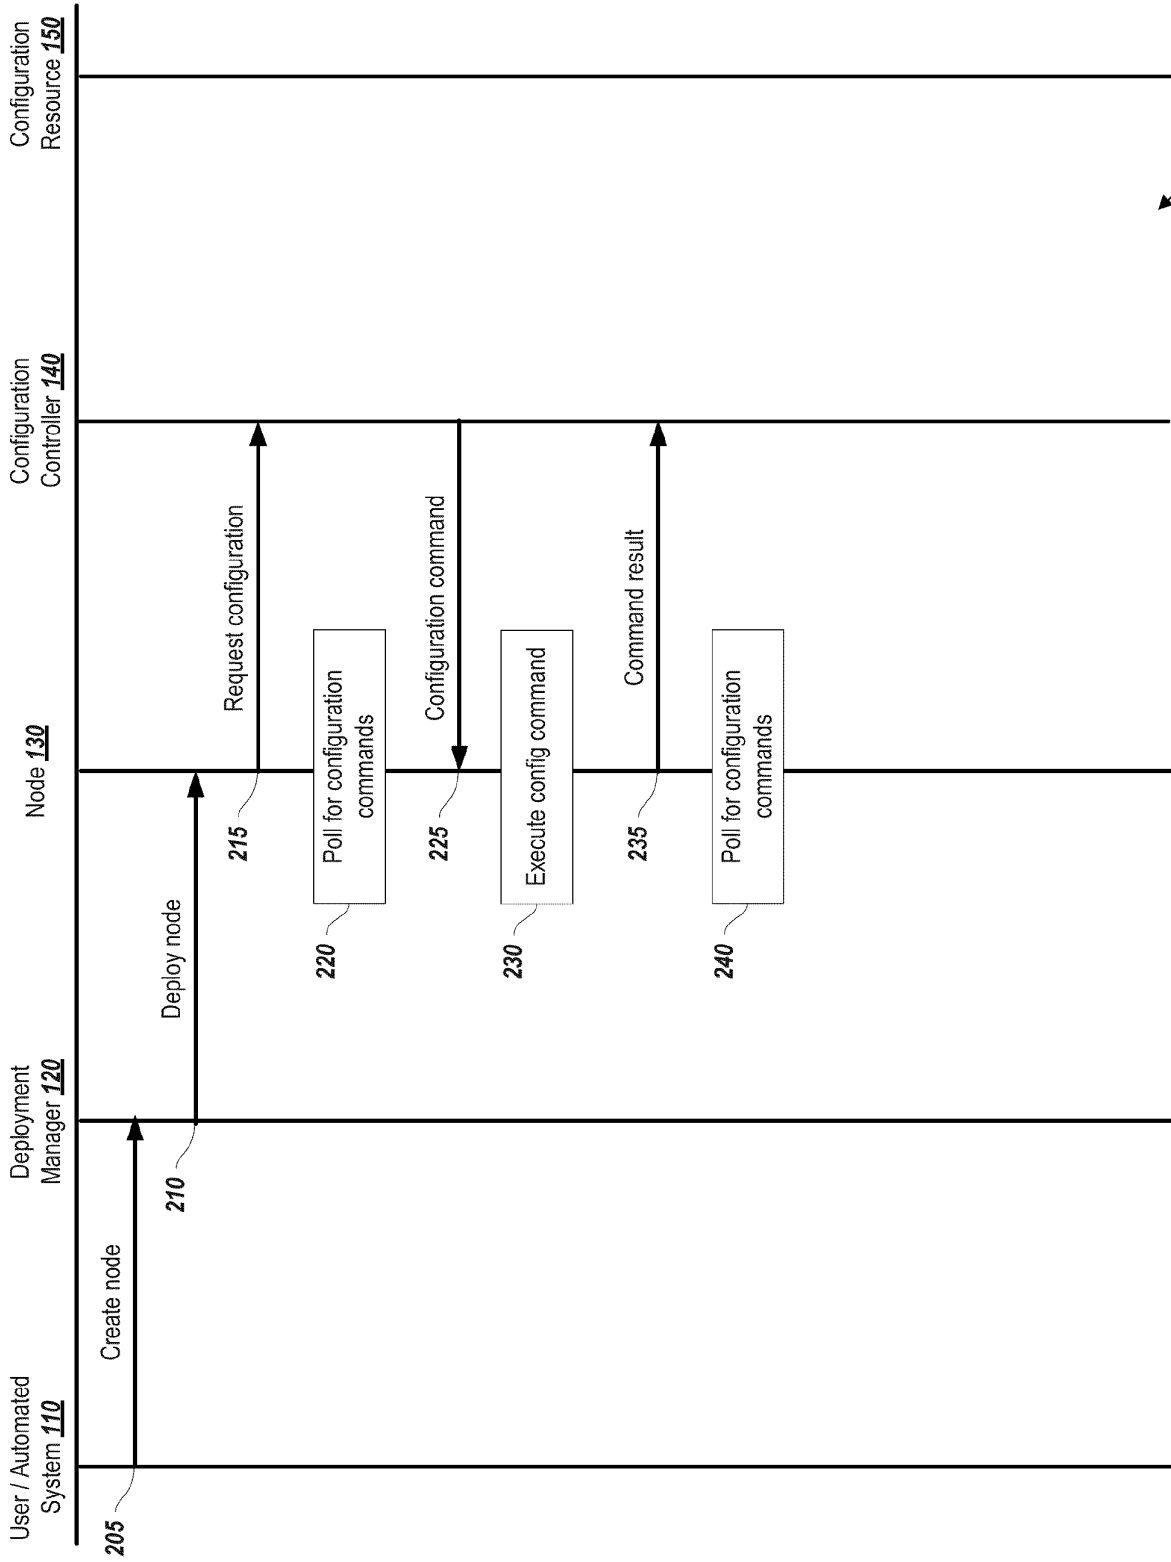 User / Automated
System 110
Deployment
Manager 120
Node 130
Configuration
Controller 140
Configuration
Resource 150
205
Create node
210
Deploy node
215
Request configuration
220
Poll for configuration
commands
225
Configuration command
230
Execute config command
235
Command result
240
Poll for configuration
commands